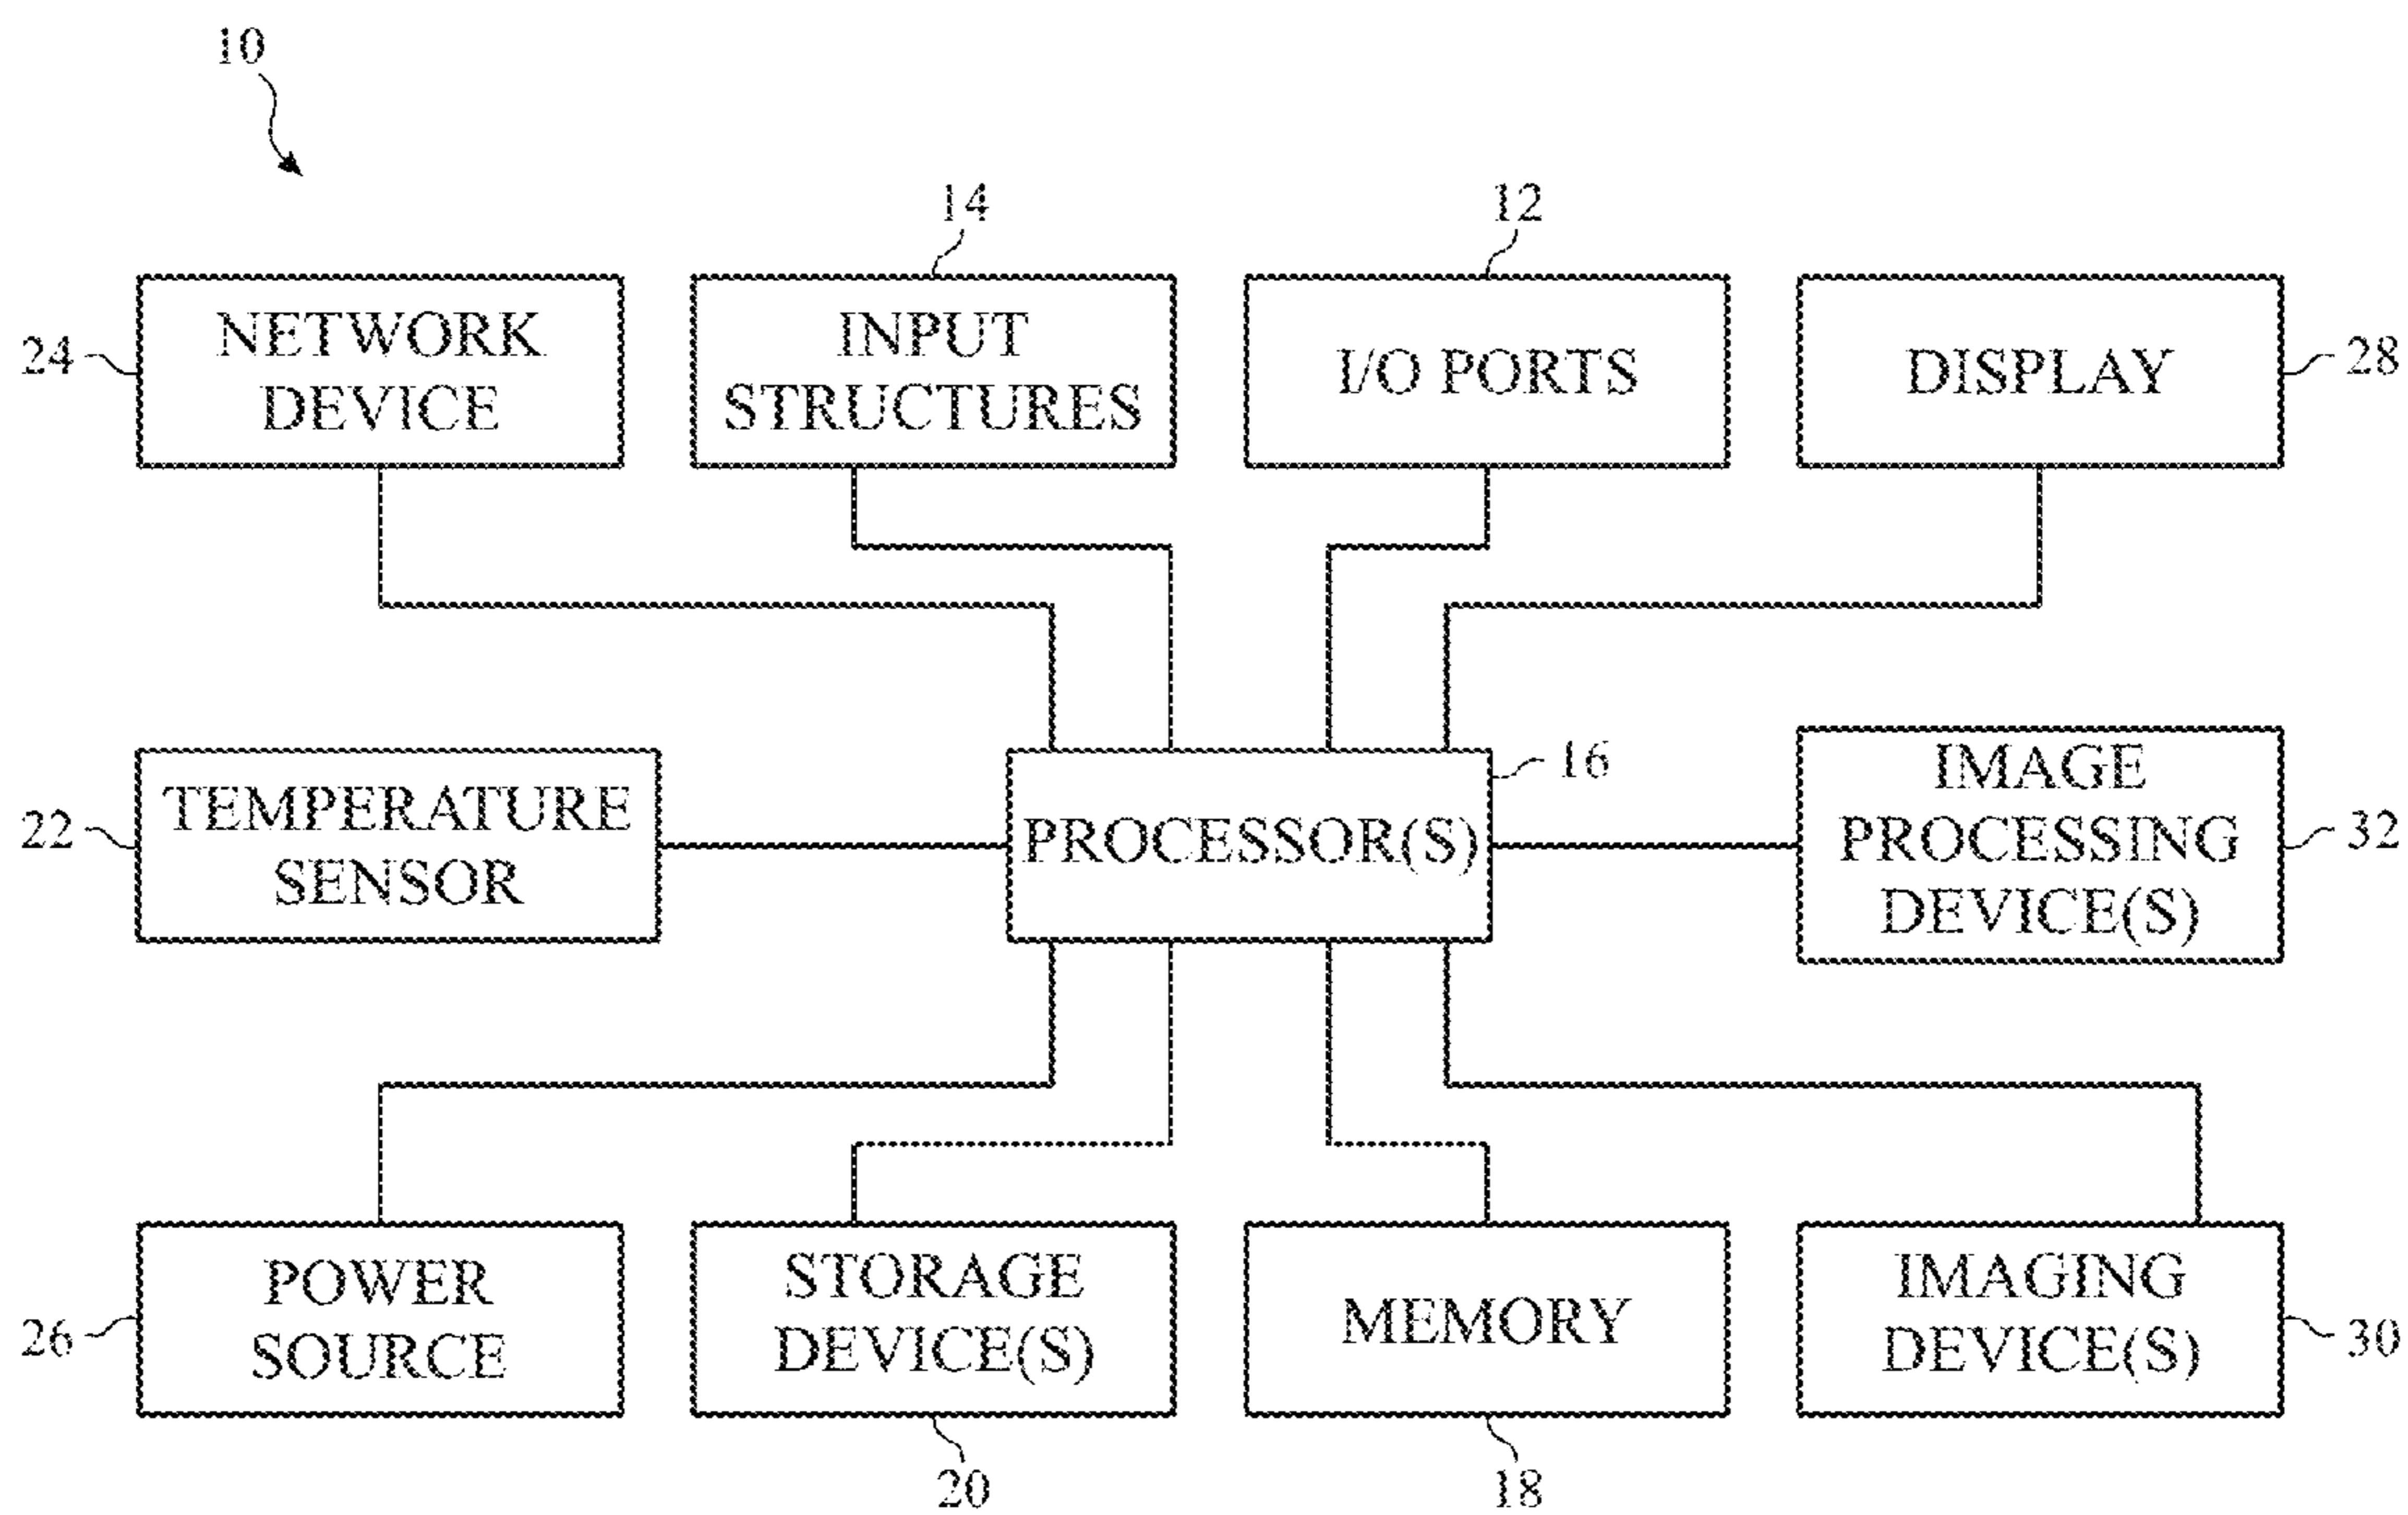 10
14
12
24
NETWORK
DEVICE
INPUT
STRUCTURES
I/O PORTS
DISPLAY
28
22
TEMPERATURE
SENSOR
PROCESSOR(S)
16
IMAGE
PROCESSING
DEVICE(S)
32
26
POWER
SOURCE
STORAGE
DEVICE(S)
MEMORY
IMAGING
DEVICE(S)
30
20
18